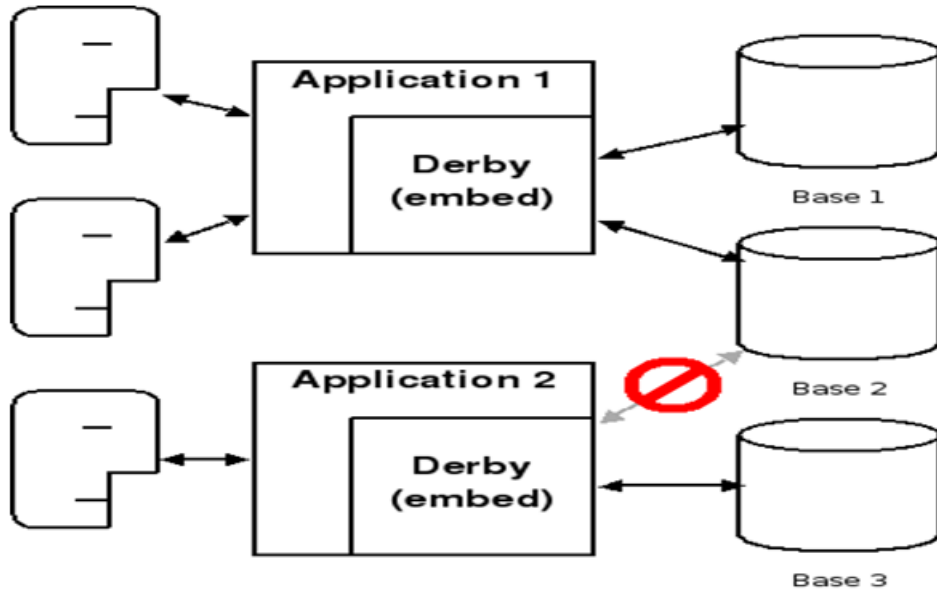 Application 1
Derby
(embed)
Base 1
Base 2
Application 2
Derby
(embed)
Base 3